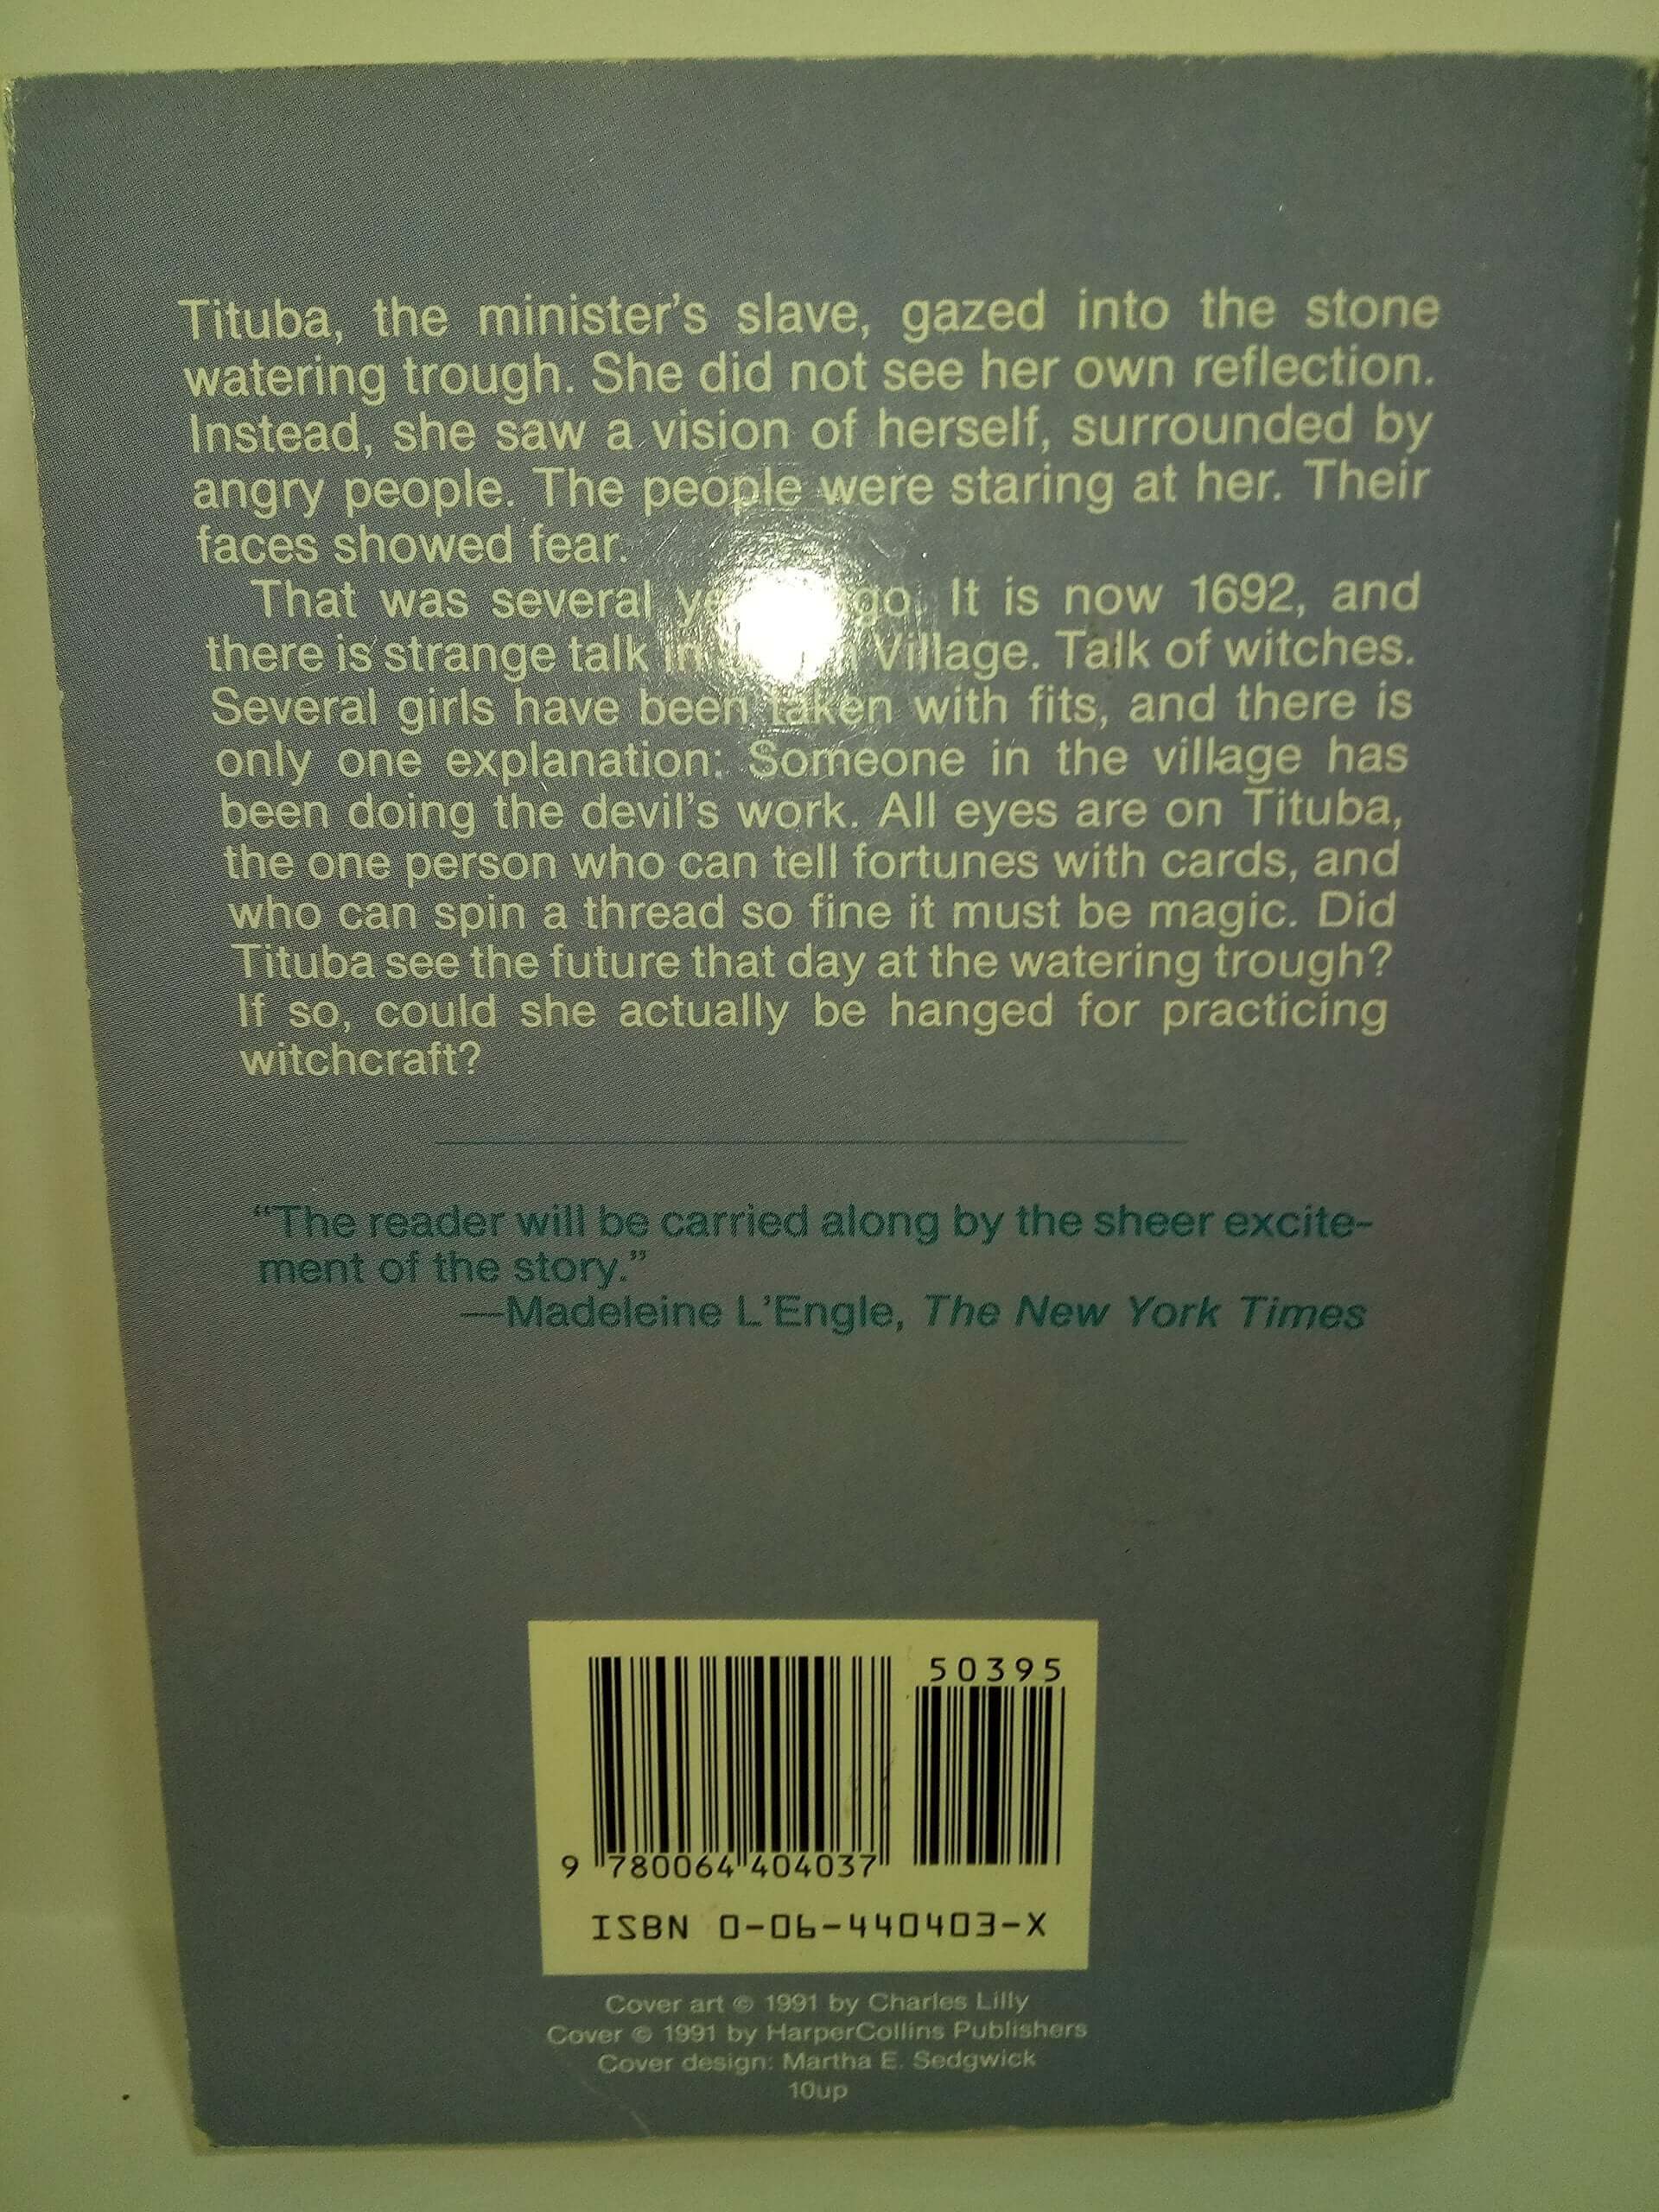 Tituba, the minister's slave, gazed into the stone
watering trough. She did not see her own reflection.
Instead, she saw a vision of herself, surrounded by
angry people. The people were staring at her. Their
faces showed fear.
That was several It is now 1692, and
there is strange talk in Village. Talk of witches.
Several girls have been taken with fits, and there is
only one explanation: Someone in the village has
been doing the devil's work. All eyes are on Tituba,
the one person who can tell fortunes with cards, and
who can spin a thread so fine it must be magic. Did
Tituba see the future that day at the watering trough?
If so, could she actually be hanged for practicing
witchcraft?
“The reader will be carried along by the sheer excite-
ment of the story.”
—Madeleine L'Engle, The New York Times
50395
9 780064 404037
ISBN 0-06-440403-X
Cover art © 1991 by Charles Lilly
Cover © 1991 by HarperCollins Publishers
Cover design: Martha E. Sedgwick
10up